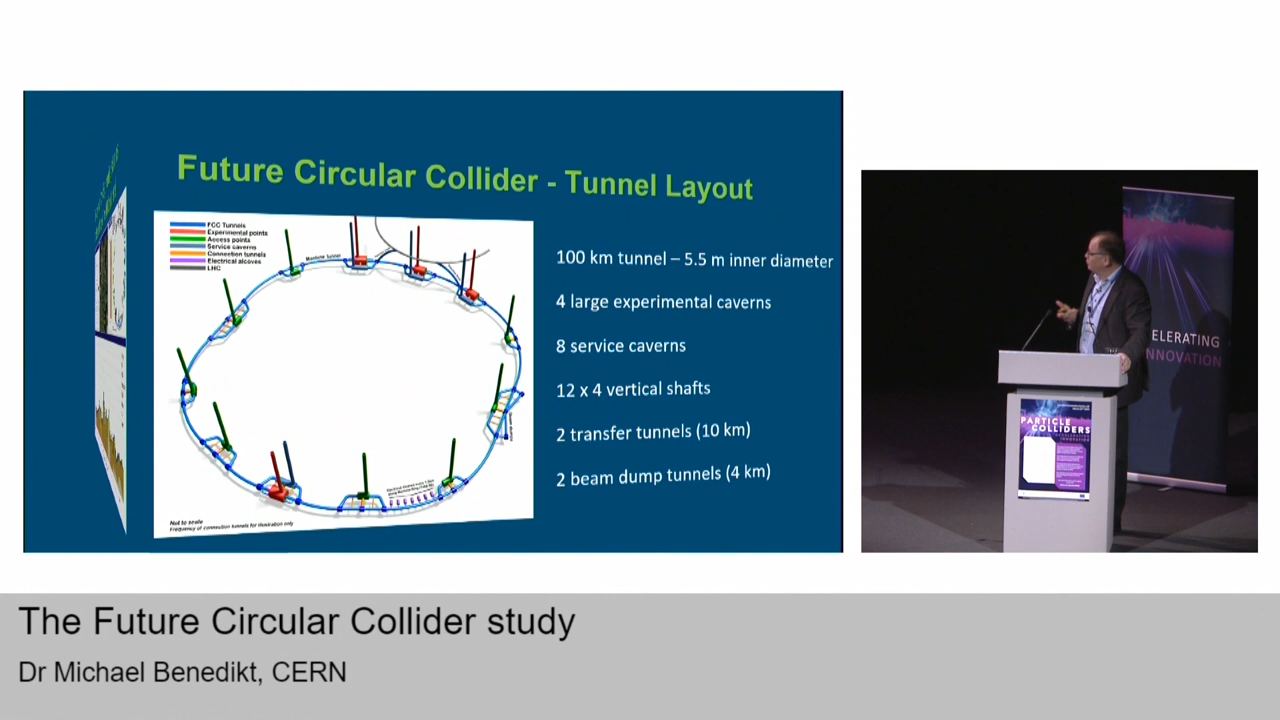 Future Circular Collider - Tunnel Layout
FCC Tunnels
Experimental points
Access points
Service caverns
Connection tunnels
Electrical alcoves
LHC
Machine Tunnel
100 km tunnel – 5.5 m inner diameter
4 large experimental caverns
8 service caverns
12 x 4 vertical shafts
2 transfer tunnels (10 km)
2 beam dump tunnels (4 km)
Not to scale
Frequency of connection tunnels for illustration only
ELERATING
NNOVATION
PARTICLE
COLLIDERS
INNOVATION
The Future Circular Collider study
Dr Michael Benedikt, CERN